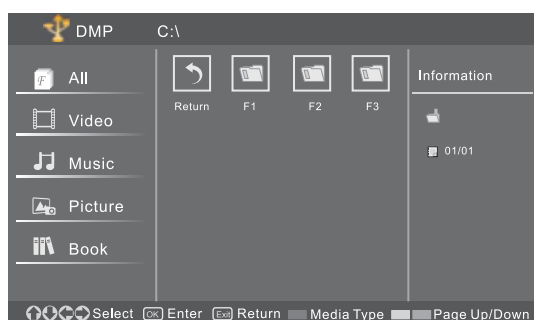 DMP C:\
F All
Video
Music
Picture
Book
Return F1 F2 F3
Information
01/01
Select OK Enter Exit Return Media Type Page Up/Down